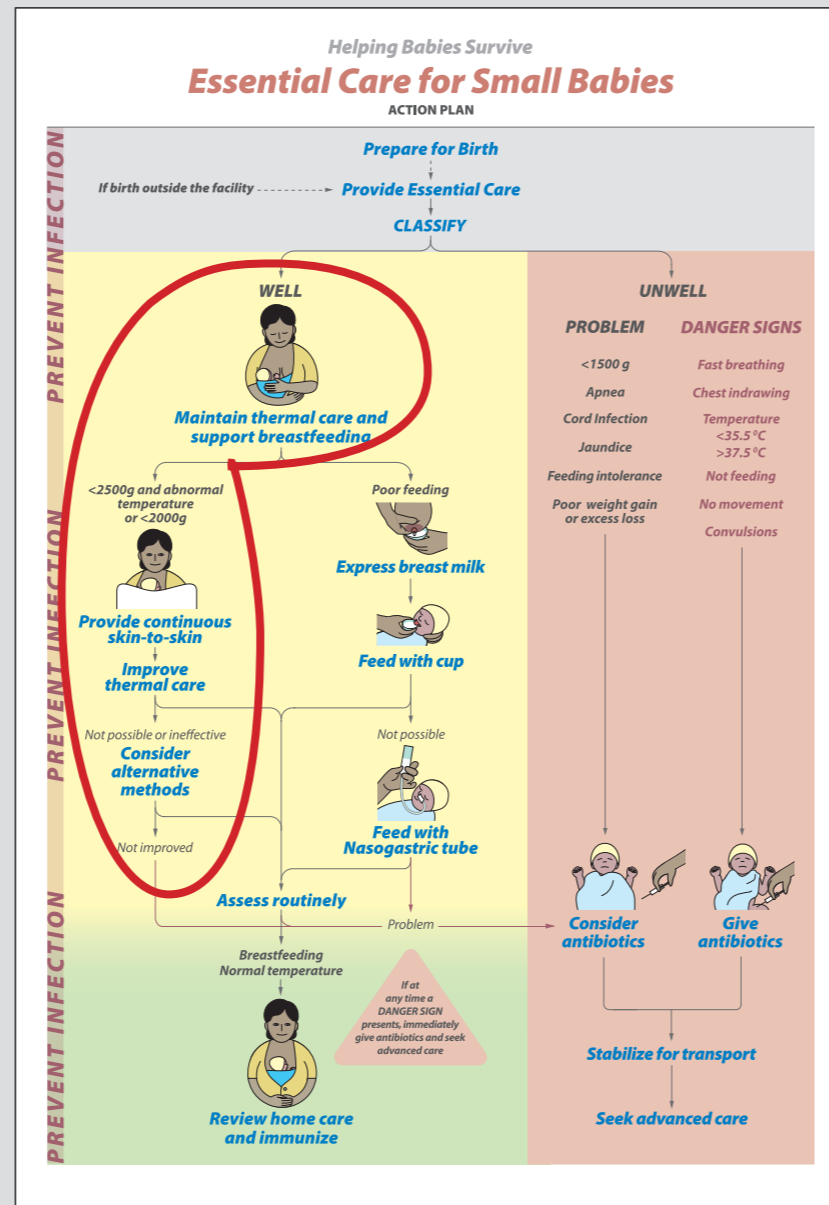 Helping Babies Survive
Essential Care for Small Babies
ACTION PLAN
PREVENT INFECTION
Prepare for Birth
If birth outside the facility
Provide Essential Care
CLASSIFY
WELL
Maintain thermal care and
support breastfeeding
<2500g and abnormal
temperature
or <2000g
PREVENT INFECTION
Provide continuous
skin-to-skin
Improve
thermal care
Not possible or ineffective
Consider
alternative
methods
Not improved
Poor feeding
Express breast milk
Feed with cup
Not possible
Feed with
Nasogastric tube
Assess routinely
Problem
PREVENT INFECTION
Breastfeeding
Normal temperature
If at
any time a
DANGER SIGN
presents, immediately
give antibiotics and seek
advanced care
Review home care
and immunize
UNWELL
PROBLEM
<1500 g
Apnea
Cord Infection
Jaundice
Feeding intolerance
Poor weight gain
or excess loss
DANGER SIGNS
Fast breathing
Chest indrawing
Temperature
<35.5 ⁰C
>37.5 ⁰C
Not feeding
No movement
Convulsions
Consider
antibiotics
Give
antibiotics
Stabilize for transport
Seek advanced care